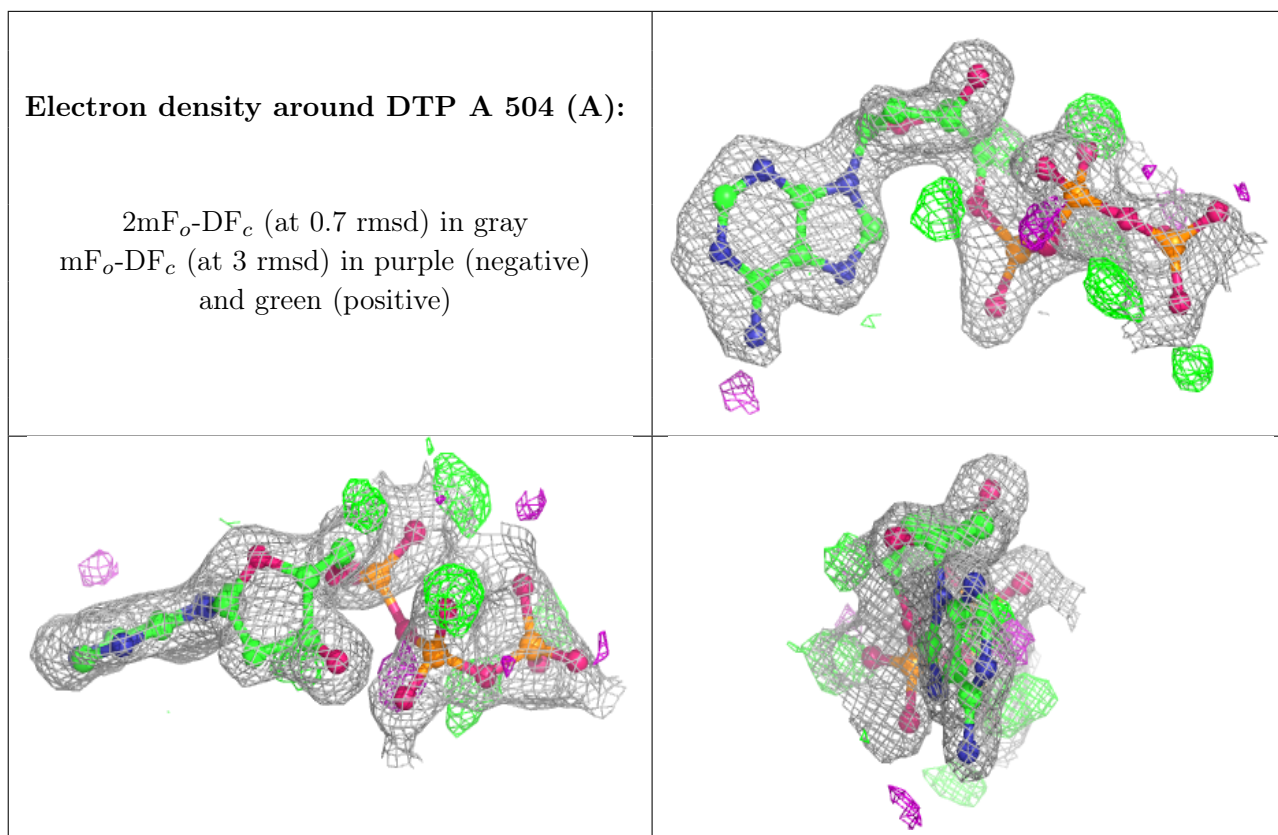 Electron density around DTP A 504 (A):
2mFo-DFc (at 0.7 rmsd) in gray
mFo-DFc (at 3 rmsd) in purple (negative)
and green (positive)